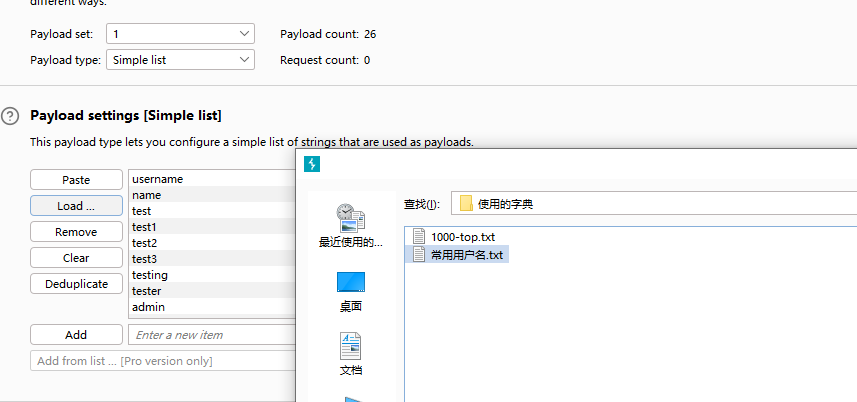 different ways.
Payload set: 1 Payload count: 26
Payload type: Simple list Request count: 0
Payload settings [Simple list]
This payload type lets you configure a simple list of strings that are used as payloads.
Paste
Load ...
Remove
Clear
Deduplicate
username
name
test
test1
test2
test3
testing
tester
admin
Add Enter a new item
Add from list ... [Pro version only]
查找(I): 使用的字典
最近使用的...
桌面
文档
1000-top.txt
常用用户名.txt